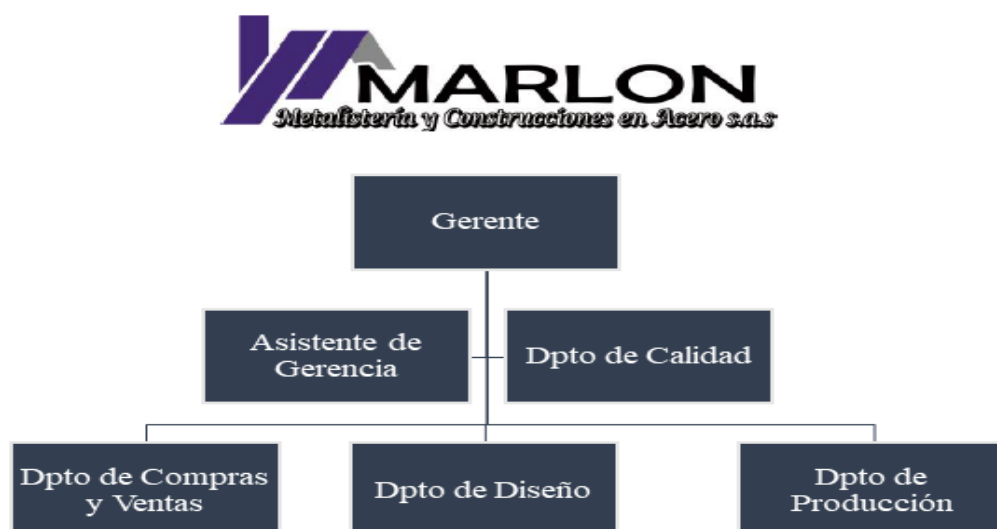 MARLON
Metalistería y Construcciones en Acero s.a.s
Gerente
Asistente de
Gerencia
Dpto de Calidad
Dpto de Compras
y Ventas
Dpto de Diseño
Dpto de
Producción